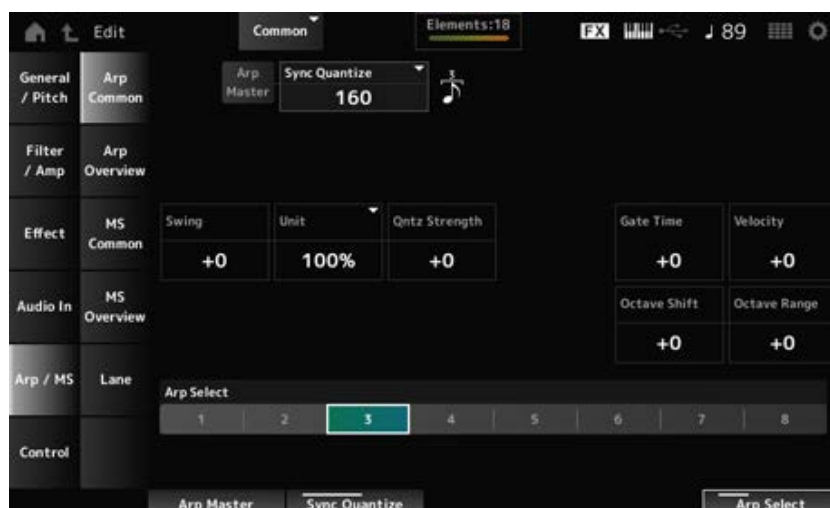 Edit
Common
Elements:18
FX
89
General / Pitch
Arp Common
Arp Master
Sync Quantize
160
3
Filter / Amp
Arp Overview
Effect
MS Common
Swing
Unit
Qntz Strength
Gate Time
Velocity
+0
100%
+0
+0
+0
Audio In
MS Overview
Octave Shift
Octave Range
+0
+0
Arp / MS
Lane
Arp Select
1 2 3 4 5 6 7 8
Control
Arp Master
Sync Quantize
Arp Select